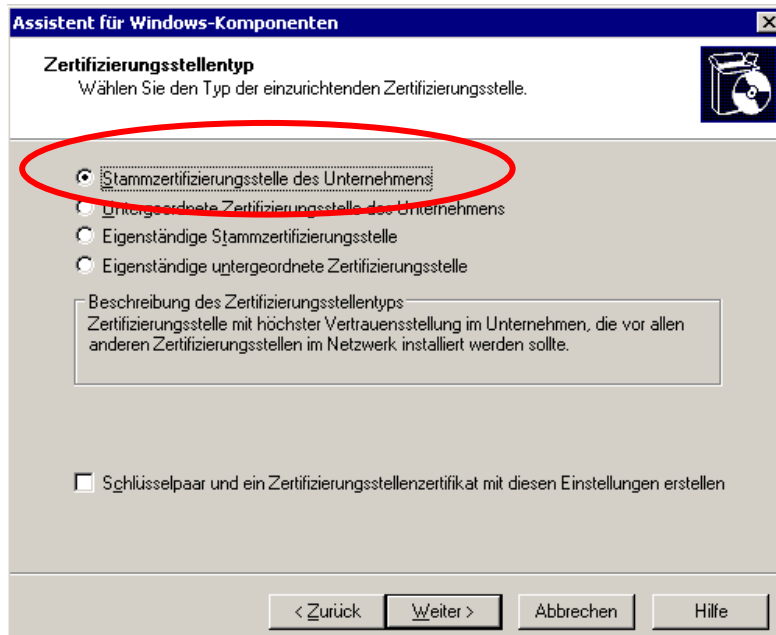 Assistent für Windows-Komponenten
Zertifizierungsstellentyp
Wählen Sie den Typ der einzurichtenden Zertifizierungsstelle.
Stammzertifizierungsstelle des Unternehmens
Untergeordnete Zertifizierungsstelle des Unternehmens
Eigenständige Stammzertifizierungsstelle
Eigenständige untergeordnete Zertifizierungsstelle
Beschreibung des Zertifizierungsstellentyps
Zertifizierungsstelle mit höchster Vertrauensstellung im Unternehmen, die vor allen
anderen Zertifizierungsstellen im Netzwerk installiert werden sollte.
Schlüsselpaar und ein Zertifizierungsstellenzertifikat mit diesen Einstellungen erstellen
< Zurück Weiter > Abbrechen Hilfe